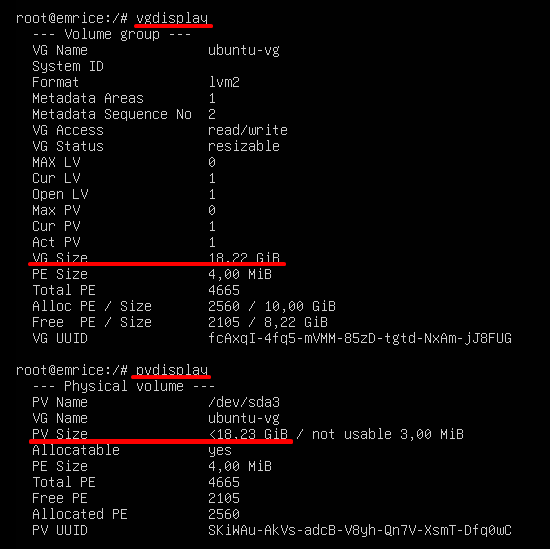 root@emrice:/# vgdisplay
--- Volume group ---
VG Name ubuntu-vg
System ID
Format lvm2
Metadata Areas 1
Metadata Sequence No 2
VG Access read/write
VG Status resizable
MAX LV 0
Cur LV 1
Open LV 1
Max PV 0
Cur PV 1
Act PV 1
VG Size 18,22 GiB
PE Size 4,00 MiB
Total PE 4665
Alloc PE / Size 2560 / 10,00 GiB
Free PE / Size 2105 / 8,22 GiB
VG UUID fcAxqI-4fq5-mVMM-85zD-tgtd-NxAm-jJ8FUG
root@emrice:/# pvdisplay
--- Physical volume ---
PV Name /dev/sda3
VG Name ubuntu-vg
PV Size <18,23 GiB / not usable 3,00 MiB
Allocatable yes
PE Size 4,00 MiB
Total PE 4665
Free PE 2105
Allocated PE 2560
PV UUID SKiWAu-AkVs-adcB-V8yh-Qn7V-XsmT-Dfq0wC